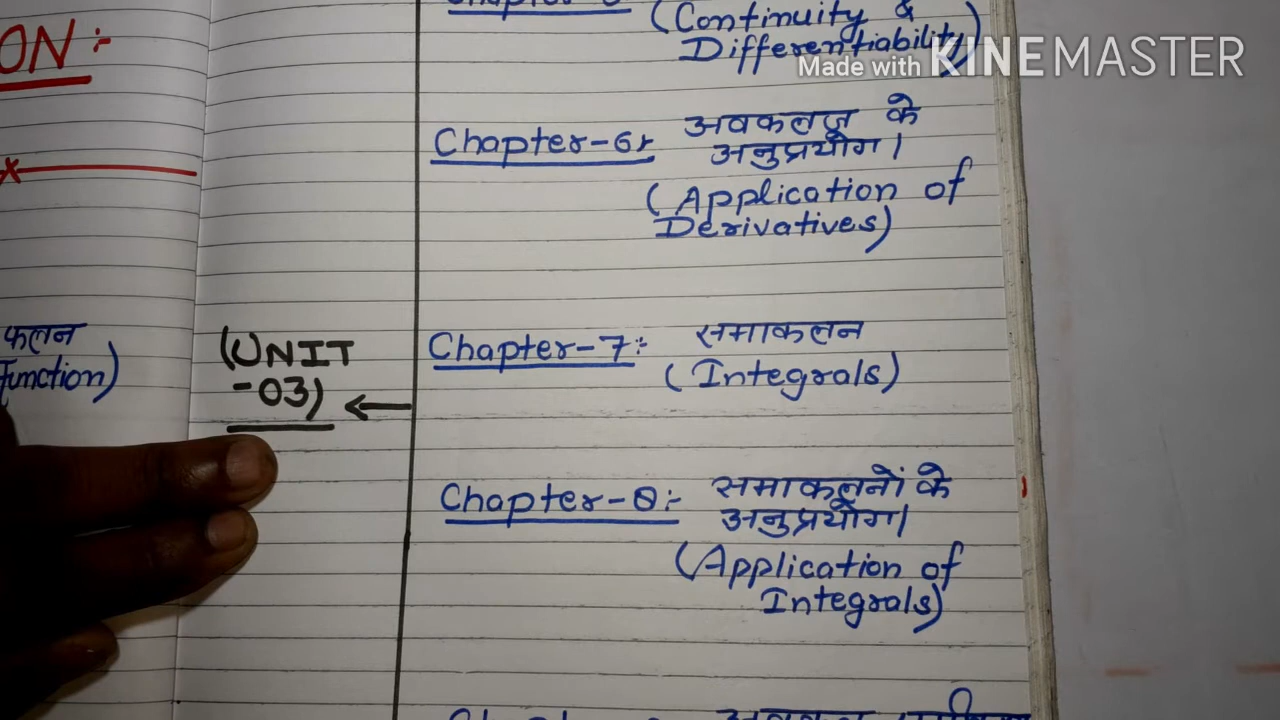 ON :-
कलन
Function)
(UNIT
-03)
(Continuity &
Differentiability)
Made with KINEMASTER
Chapter-6:- अवकलज के
अनुप्रयोग।
(Application of
Derivatives)
Chapter-7:- समाकलन
(Integrals)
Chapter-8:- समाकलनों के
अनुप्रयोग।
(Application of
Integrals)